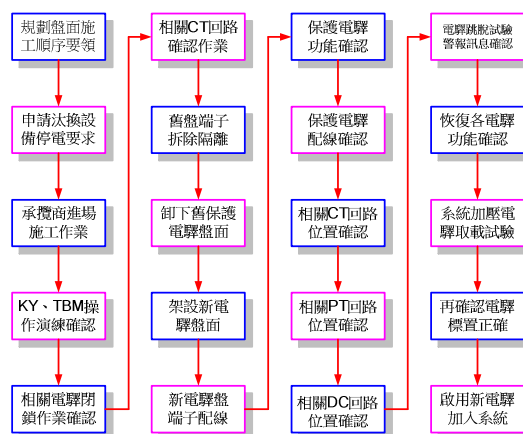 規劃盤面施
工順序要領
申請汰換設
備停電要求
承攬商進場
施工作業
KY、TBM操
作演練確認
相關電驛閉
鎖作業確認
相關CT回路
確認作業
舊盤端子
拆除隔離
卸下舊保護
電驛盤面
架設新電
驛盤面
新電驛盤
端子配線
保護電驛
功能確認
保護電驛
配線確認
相關CT回路
位置確認
相關PT回路
位置確認
相關DC回路
位置確認
電驛跳脫試驗
警報訊息確認
恢復各電驛
功能確認
系統加壓電
驛取載試驗
再確認電驛
標置正確
啟用新電驛
加入系統